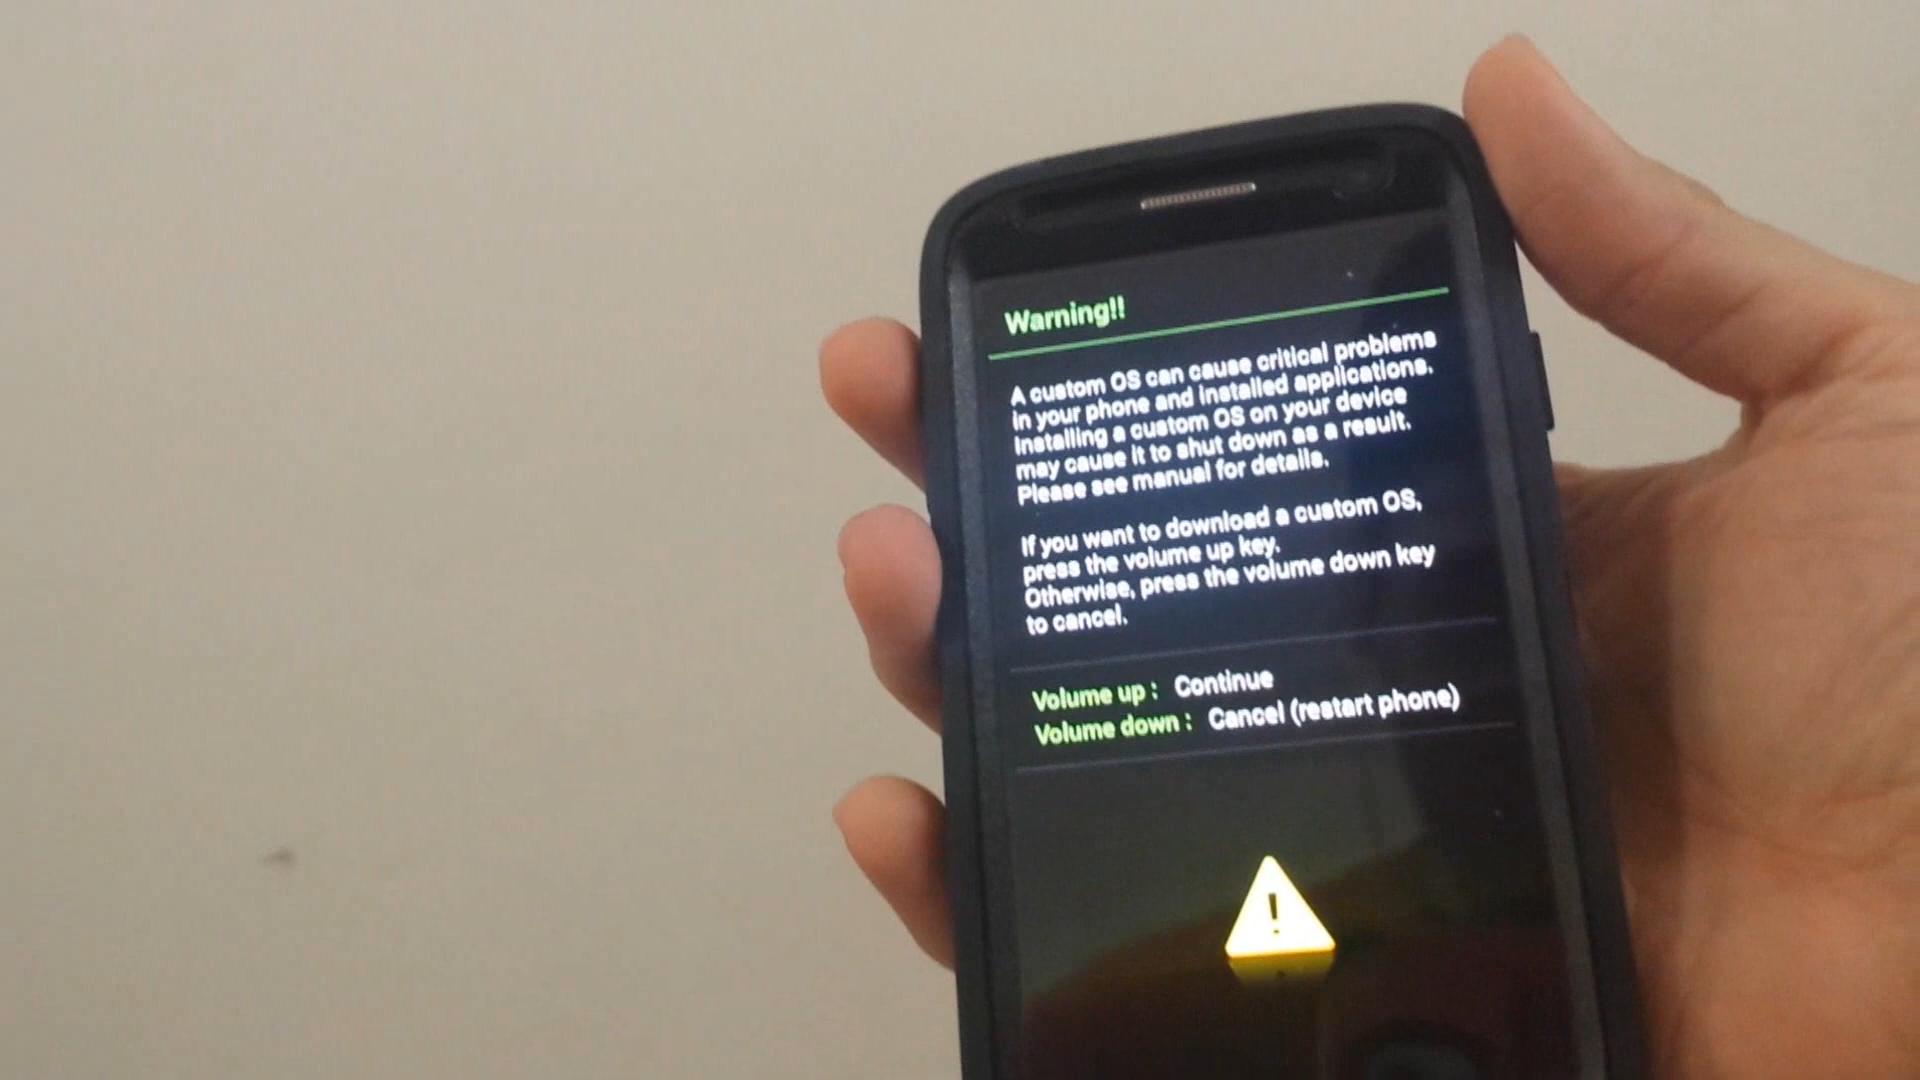 Warning!!
A custom OS can cause critical problems
in your phone and installed applications.
Installing a custom OS on your device
may cause it to shut down as a result.
Please see manual for details.
If you want to download a custom OS,
press the volume up key.
Otherwise, press the volume down key
to cancel.
Volume up : Continue
Volume down : Cancel (restart phone)
!